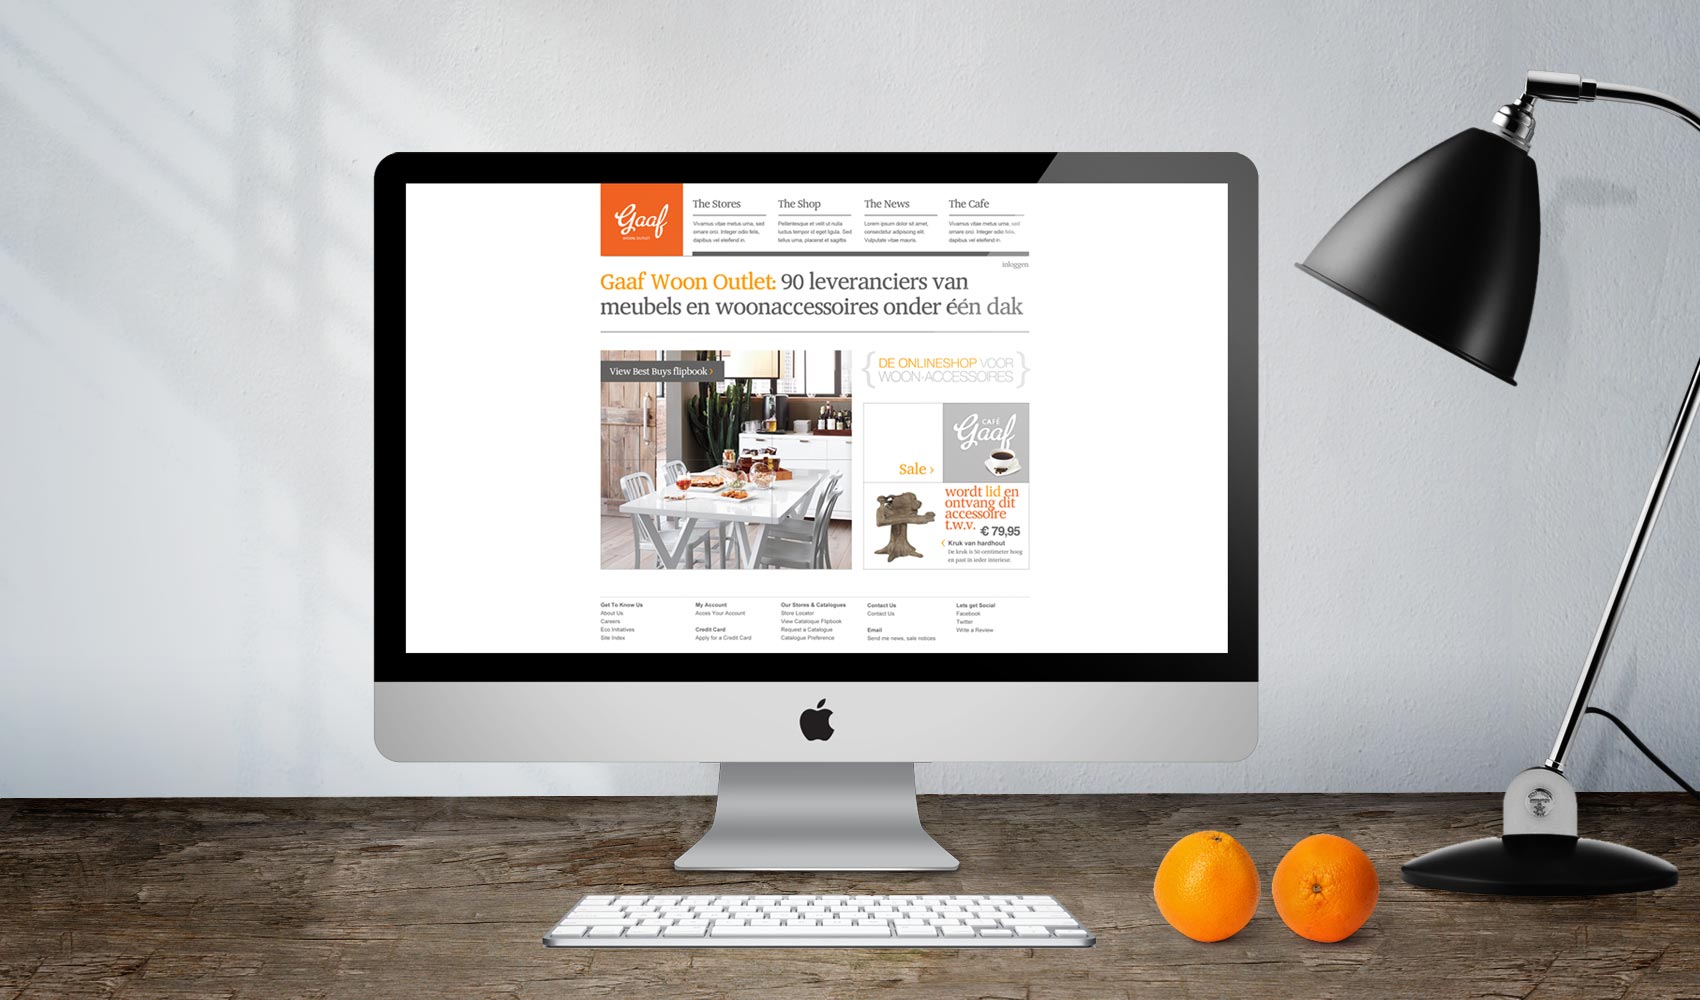 Gaaf
WOON OUTLET
The Stores
Vivamus vitae metus urna, sed
ornare orci. Integer odio felis,
dapibus vel eleifend in.
The Shop
Pellentesque et velit ut nulla
luctus tempor id eget ligula. Sed
tellus urna, placerat et sagittis
The News
Lorem ipsum dolor sit amet,
consectetur adipiscing elit.
Vulputate vitae mauris.
The Cafe
Vivamus vitae metus urna, sed
ornare orci. Integer odio felis,
dapibus vel eleifend in.
inloggen
Gaaf Woon Outlet: 90 leveranciers van
meubels en woonaccessoires onder één dak
View Best Buys flipbook ›
{ DE ONLINESHOP VOOR
WOON-ACCESSOIRES }
Sale ›
CAFÉ
Gaaf
wordt lid en
ontvang dit
accessoire
t.w.v. € 79,95
‹ Kruk van hardhout
De kruk is 50 centimeter hoog
en past in ieder interieur.
Get To Know Us
About Us
Careers
Eco Initiatives
Site Index
My Account
Acces Your Account
Credit Card
Apply for a Credit Card
Our Stores & Catalogues
Store Locator
View Catalogue Flipbook
Request a Catalogue
Catalogue Preference
Contact Us
Contact Us
Email
Send me news, sale notices
Lets get Social
Facebook
Twitter
Write a Review